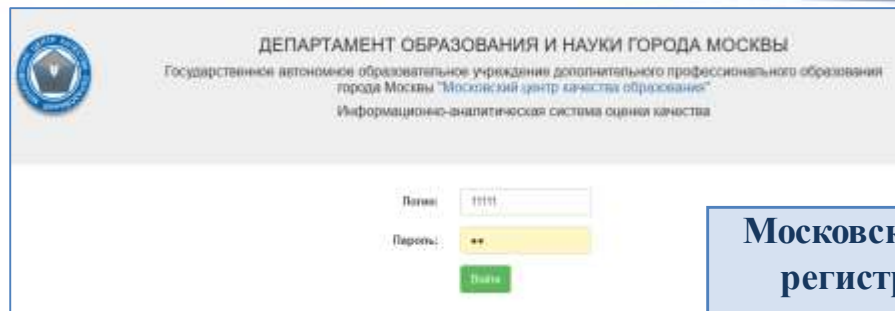 ДЕПАРТАМЕНТ ОБРАЗОВАНИЯ И НАУКИ ГОРОДА МОСКВЫ
Государственное автономное образовательное учреждение дополнительного профессионального образования
города Москвы "Московский центр качества образования"
Информационно-аналитическая система оценки качества
Логин: 11111
Пароль: **
Войти
Московск
регистр